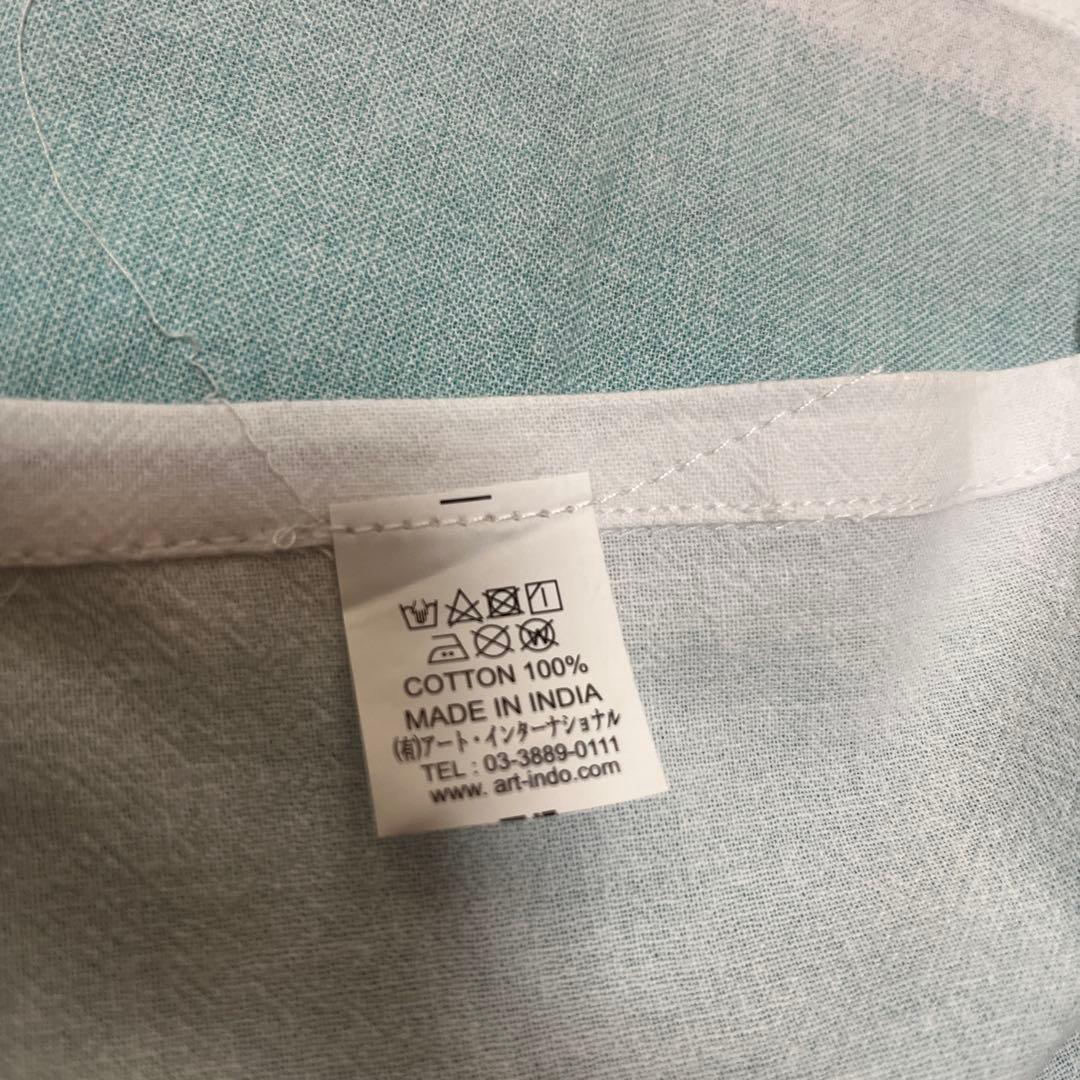 W
COTTON 100%
MADE IN INDIA
(有)アート・インターナショナル
TEL : 03-3889-0111
www. art-indo.com